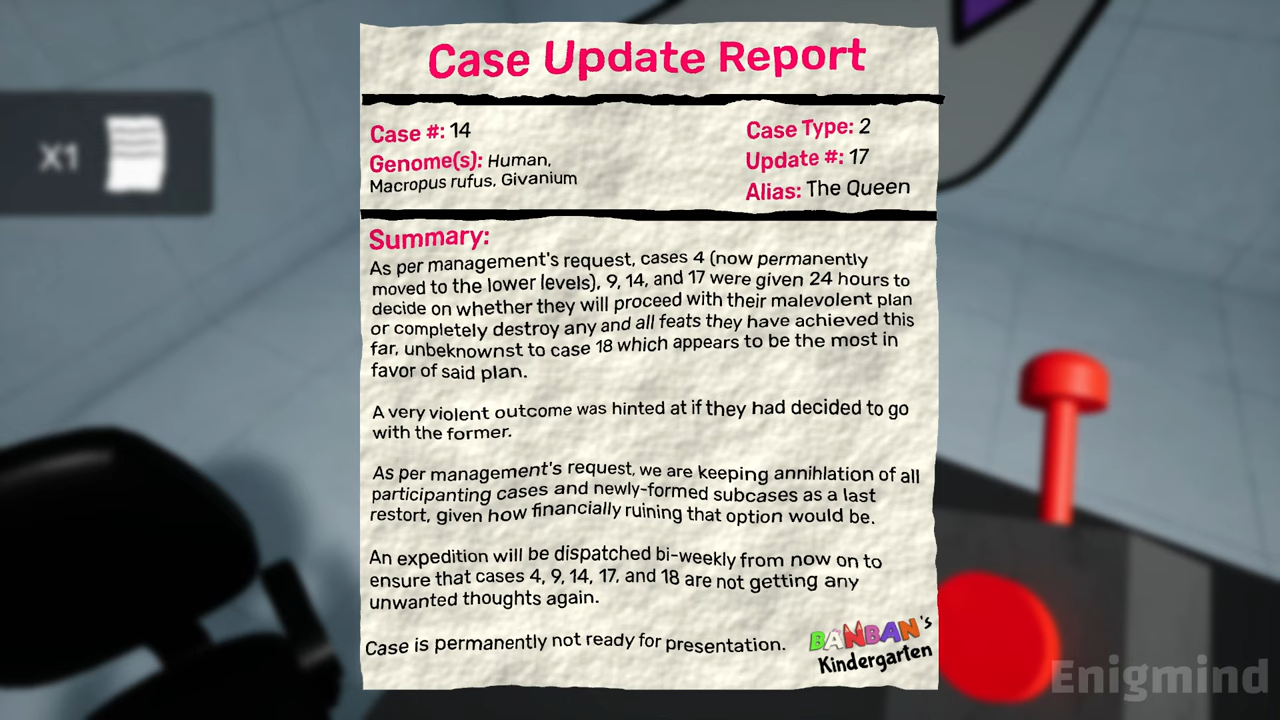 Case Update Report
X1
Case #: 14
Genome(s): Human,
Macropus rufus, Givanium
Case Type: 2
Update #: 17
Alias: The Queen
Summary:
As per management's request, cases 4 (now permanently
moved to the lower levels), 9, 14, and 17 were given 24 hours to
decide on whether they will proceed with their malevolent plan
or completely destroy any and all feats they have achieved this
far, unbeknownst to case 18 which appears to be the most in
favor of said plan.
A very violent outcome was hinted at if they had decided to go
with the former.
As per management's request, we are keeping annihlation of all
participanting cases and newly-formed subcases as a last
restort, given how financially ruining that option would be.
An expedition will be dispatched bi-weekly from now on to
ensure that cases 4, 9, 14, 17, and 18 are not getting any
unwanted thoughts again.
Case is permanently not ready for presentation.
BANBAN's
Kindergarten
Enigmind